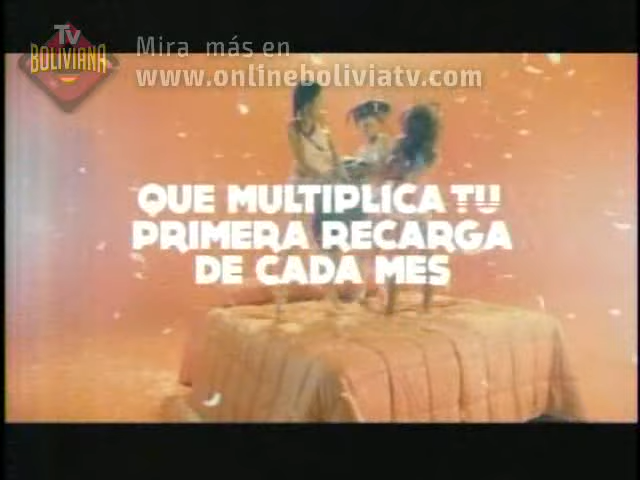 Tv
BOLIVIANA
Mira más en
www.onlineboliviatv.com
QUE MULTIPLICA TU
PRIMERA RECARGA
DE CADA MES